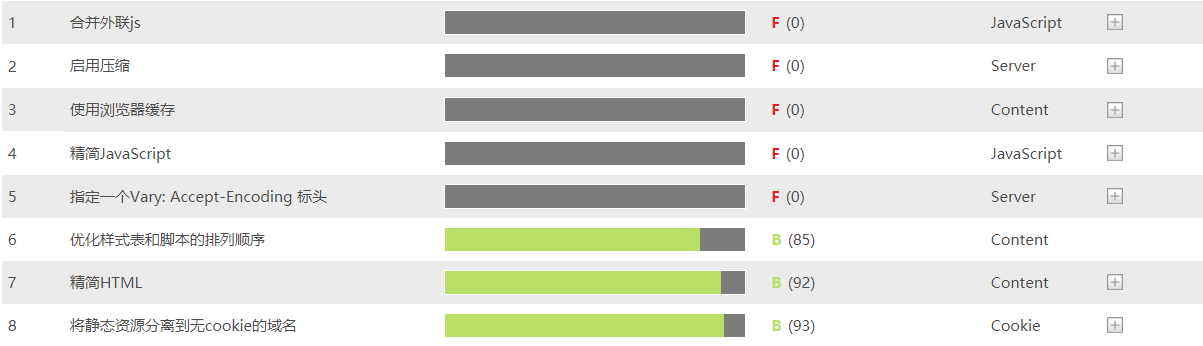 1 合并外联js F (0) JavaScript
2 启用压缩 F (0) Server
3 使用浏览器缓存 F (0) Content
4 精简JavaScript F (0) JavaScript
5 指定一个Vary: Accept-Encoding 标头 F (0) Server
6 优化样式表和脚本的排列顺序 B (85) Content
7 精简HTML B (92) Content
8 将静态资源分离到无cookie的域名 B (93) Cookie